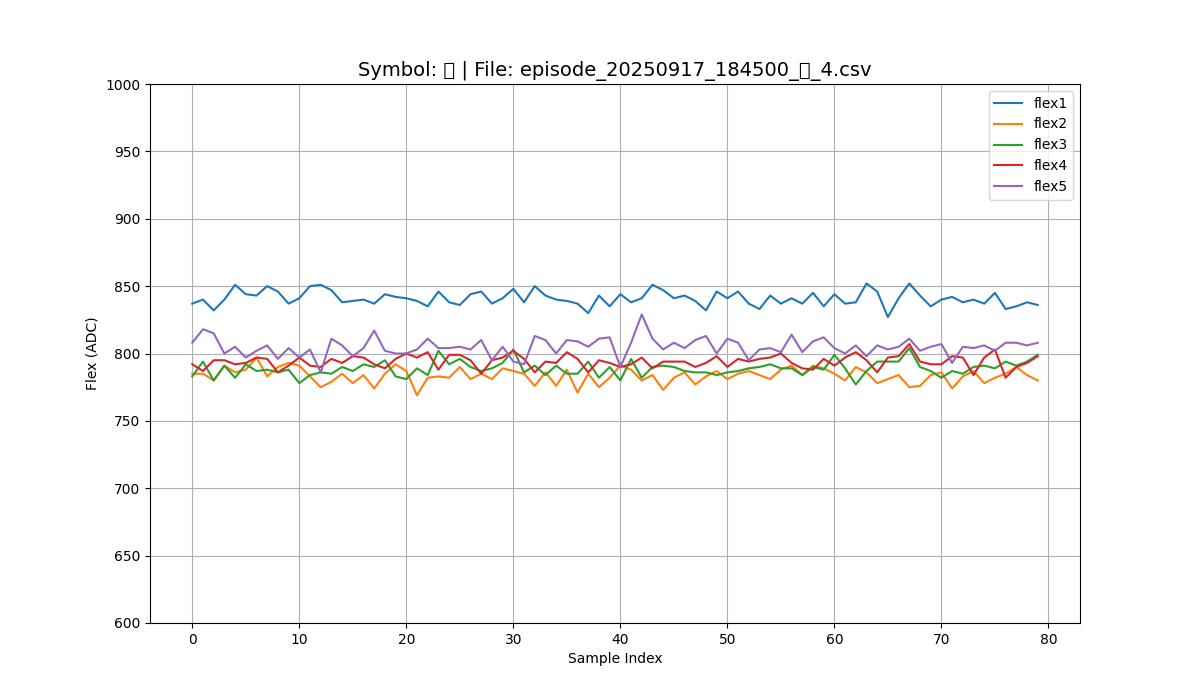 Symbol: | File: episode_20250917_184500_ _4.csv
1000
950
900
850
800
750
700
650
600
Flex (ADC)
0 10 20 30 40 50 60 70 80
Sample Index
flex1
flex2
flex3
flex4
flex5